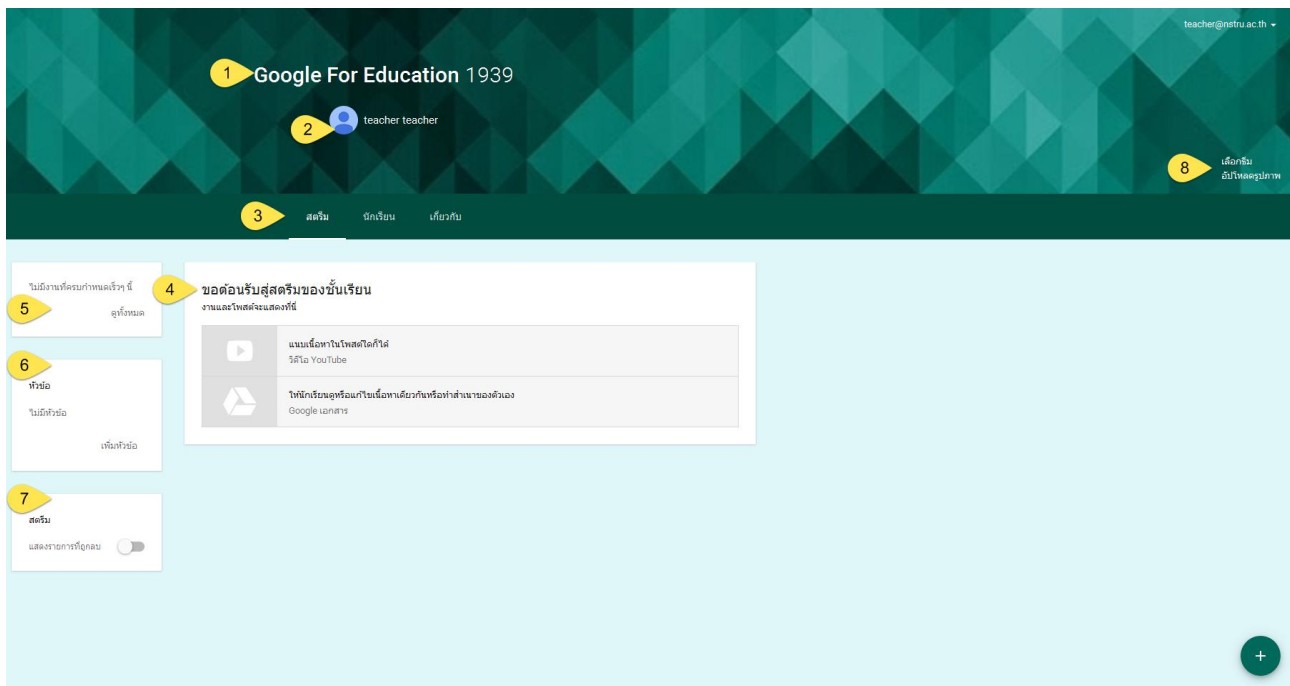 teacher@nstru.ac.th
1 Google For Education 1939
2 teacher teacher
8 เลือกธีม
อัปโหลดรูปภาพ
3 สตรีม นักเรียน เกี่ยวกับ
ไม่มีงานที่ครบกำหนดเร็วๆ นี้
5 ดูทั้งหมด
6
หัวข้อ
ไม่มีหัวข้อ
เพิ่มหัวข้อ
7
สตรีม
แสดงรายการที่ถูกลบ
4 ขอต้อนรับสู่สตรีมของชั้นเรียน
งานและโพสต์จะแสดงที่นี่
แนบเนื้อหาในโพสต์ใดก็ได้
วิดีโอ YouTube
ให้นักเรียนดูหรือแก้ไขเนื้อหาเดียวกันหรือทำสำเนาของตัวเอง
Google เอกสาร
+